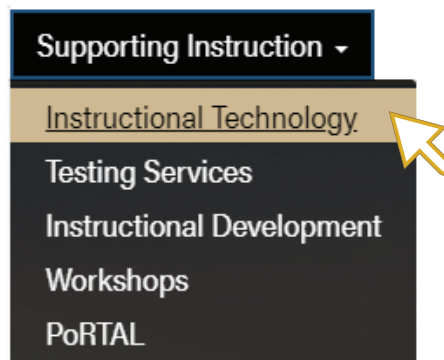 Supporting Instruction
Instructional Technology
Testing Services
Instructional Development
Workshops
PoRTAL